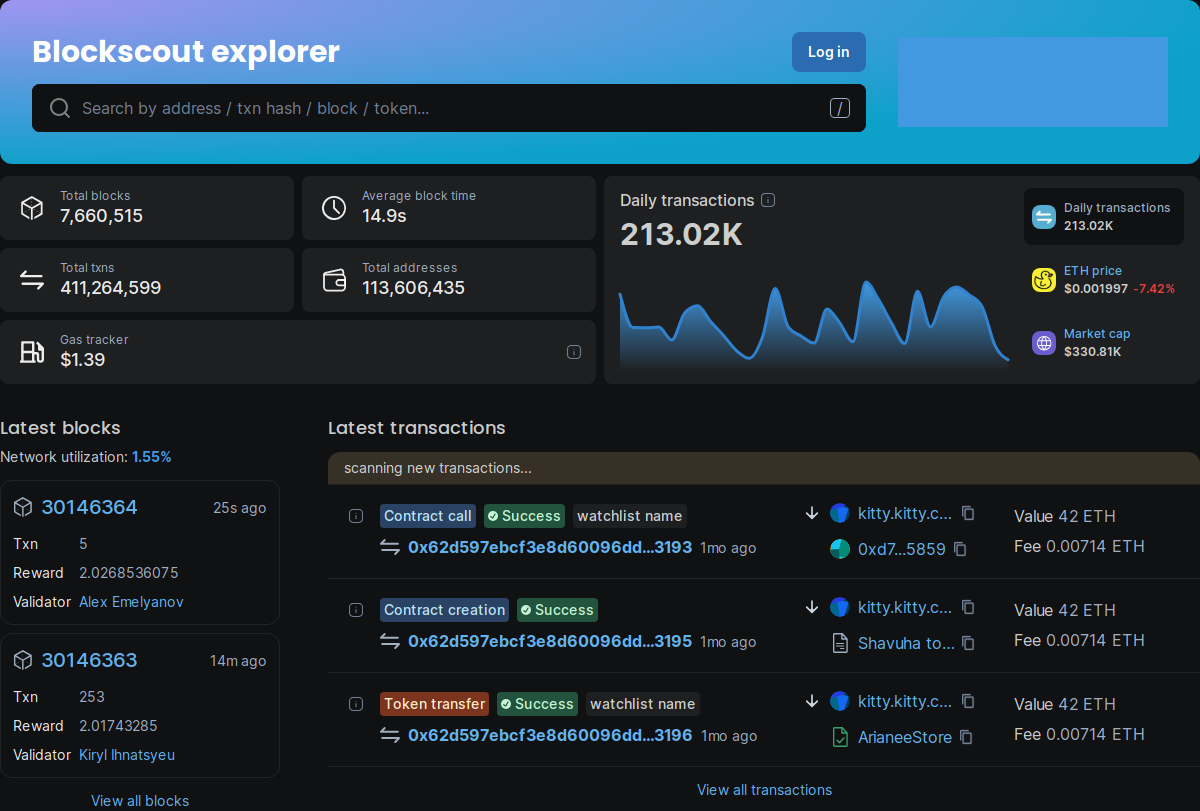 Blockscout explorer
Log in
Search by address / txn hash / block / token...
/
Total blocks
7,660,515
Average block time
14.9s
Total txns
411,264,599
Total addresses
113,606,435
Gas tracker
$1.39
Daily transactions
213.02K
Daily transactions
213.02K
ETH price
$0.001997 -7.42%
Market cap
$330.81K
Latest blocks
Network utilization: 1.55%
30146364 25s ago
Txn 5
Reward 2.0268536075
Validator Alex Emelyanov
30146363 14m ago
Txn 253
Reward 2.01743285
Validator Kiryl Ihnatsyeu
View all blocks
Latest transactions
scanning new transactions...
Contract call Success watchlist name
0x62d597ebcf3e8d60096dd...3193 1mo ago
kitty.kitty.c...
0xd7...5859
Value 42 ETH
Fee 0.00714 ETH
Contract creation Success
0x62d597ebcf3e8d60096dd...3195 1mo ago
kitty.kitty.c...
Shavuha to...
Value 42 ETH
Fee 0.00714 ETH
Token transfer Success watchlist name
0x62d597ebcf3e8d60096dd...3196 1mo ago
kitty.kitty.c...
ArianeeStore
Value 42 ETH
Fee 0.00714 ETH
View all transactions